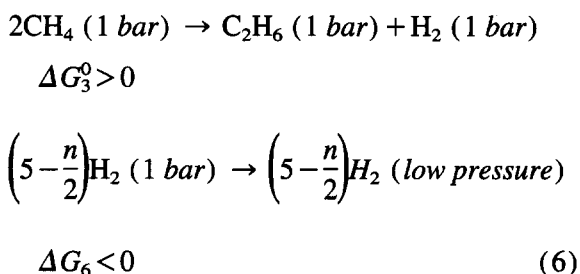 2CH₄ (1 bar) → C₂H₆ (1 bar)+H₂ (1 bar)
ΔG₃⁰>0
(5−n/2)H₂ (1 bar) → (5−n/2)H₂ (low pressure)
ΔG₆<0 (6)